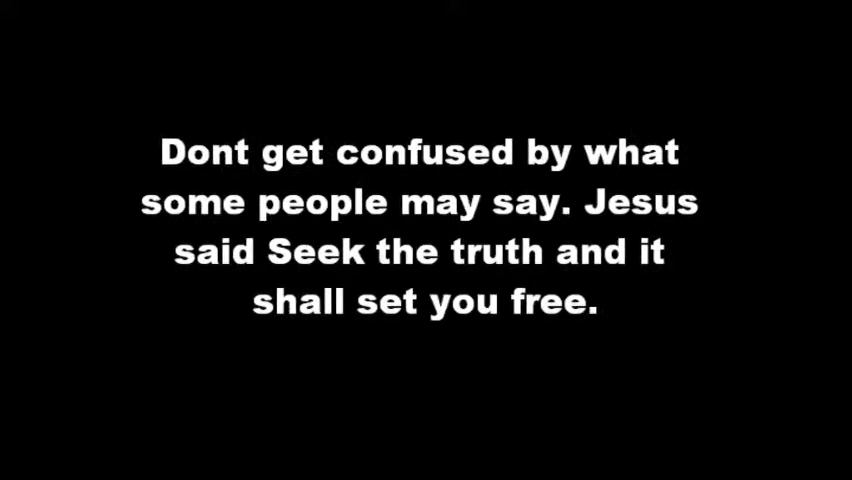 Dont get confused by what
some people may say. Jesus
said Seek the truth and it
shall set you free.